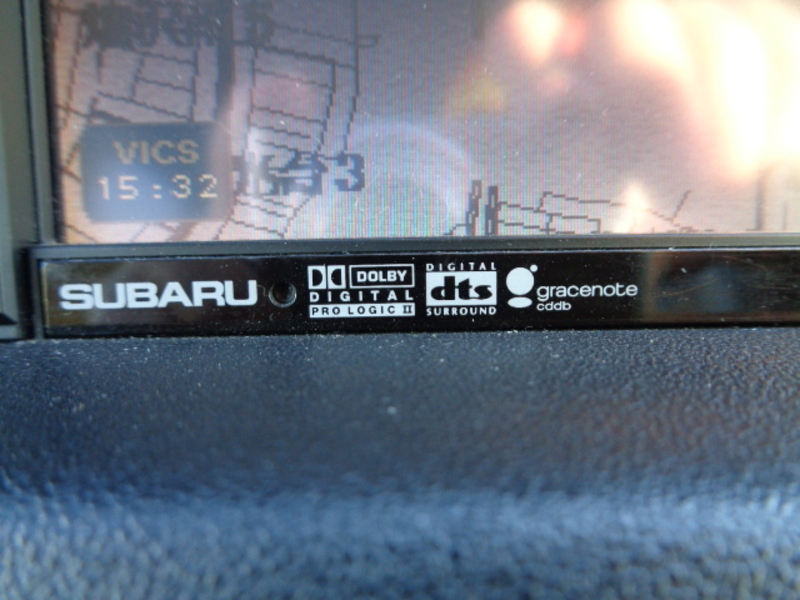 VICS
15:32
SUBARU
DOLBY
DIGITAL
PRO LOGIC II
DIGITAL
dts
SURROUND
gracenote
cddb